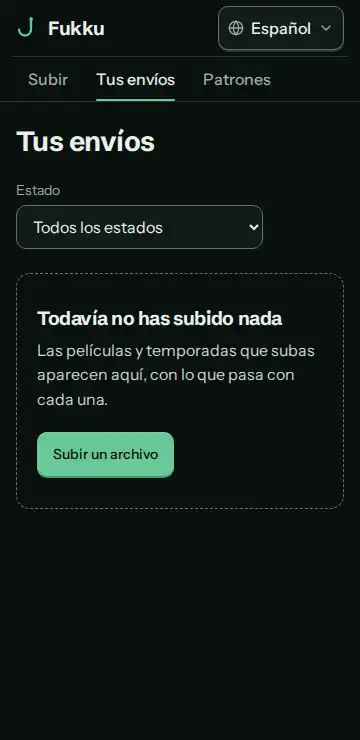 Fukku
Español
Subir
Tus envíos
Patrones
Tus envíos
Estado
Todos los estados
Todavía no has subido nada
Las películas y temporadas que subas
aparecen aquí, con lo que pasa con
cada una.
Subir un archivo